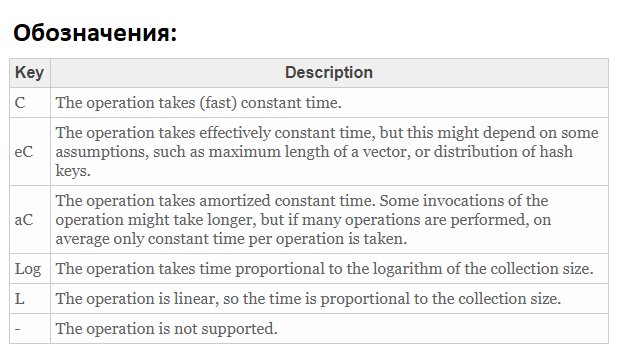 Обозначения:
Key Description
C The operation takes (fast) constant time.
The operation takes effectively constant time, but this might depend on some
eC assumptions, such as maximum length of a vector, or distribution of hash
keys.
The operation takes amortized constant time. Some invocations of the
aC operation might take longer, but if many operations are performed, on
average only constant time per operation is taken.
Log The operation takes time proportional to the logarithm of the collection size.
L The operation is linear, so the time is proportional to the collection size.
- The operation is not supported.